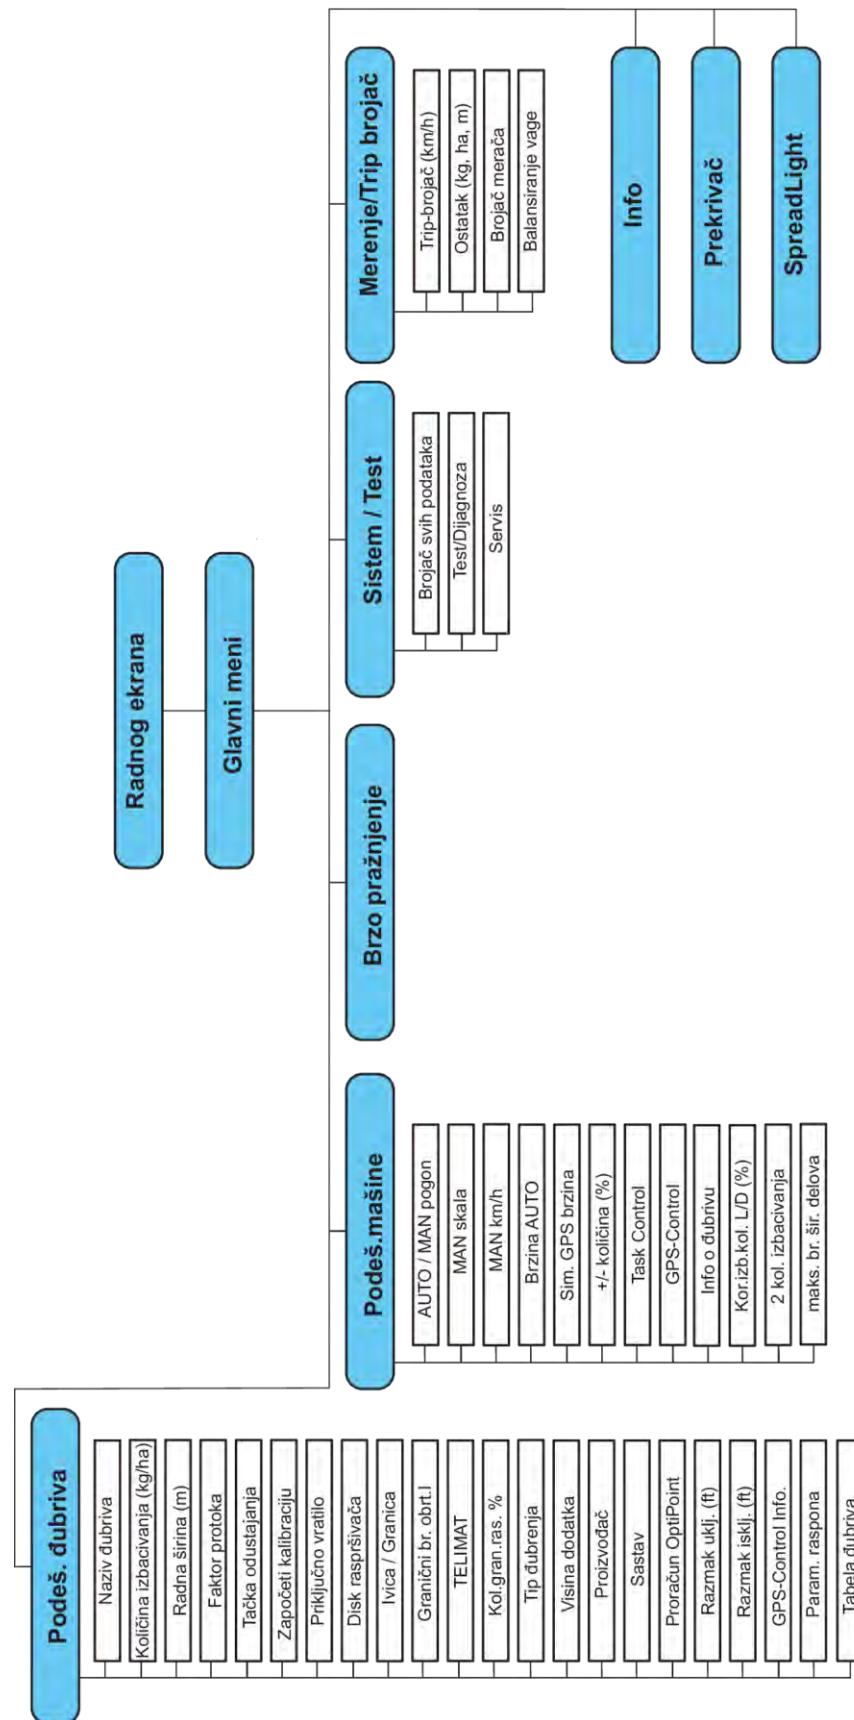 Radnog ekrana
Glavni meni
Podeš. đubriva
Naziv đubriva
Količina izbacivanja (kg/ha)
Radna širina (m)
Faktor protoka
Tačka odustajanja
Započeti kalibraciju
Priključno vratilo
Disk raspršivača
Ivica / Granica
Granični br. obrt.l
TELIMAT
Kol.gran.ras. %
Tip đubrenja
Visina dodatka
Proizvođač
Sastav
Proračun OptiPoint
Razmak uklj. (ft)
Razmak isklj. (ft)
GPS-Control Info.
Param. raspona
Tabela đubriva
Podeš.mašine
AUTO / MAN pogon
MAN skala
MAN km/h
Brzina AUTO
Sim. GPS brzina
+/- količina (%)
Task Control
GPS-Control
Info o đubrivu
Kor.izb.kol. L/D (%)
2 kol. izbacivanja
maks. br. šir. delova
Brzo pražnjenje
Sistem / Test
Brojač svih podataka
Test/Dijagnoza
Servis
Merenje/Trip brojač
Trip-brojač (km/h)
Ostatak (kg, ha, m)
Brojač merača
Balansiranje vage
Info
Prekrivač
SpreadLight